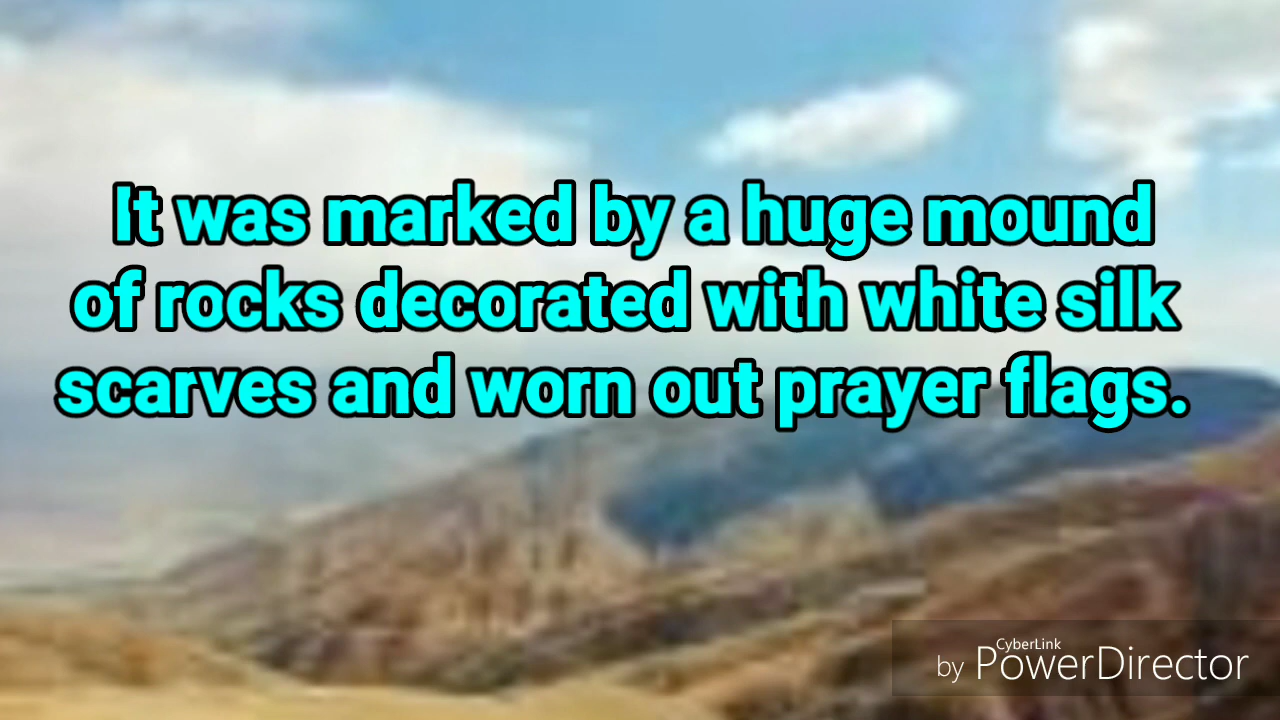 It was marked by a huge mound
of rocks decorated with white silk
scarves and worn out prayer flags.
CyberLink
by PowerDirector